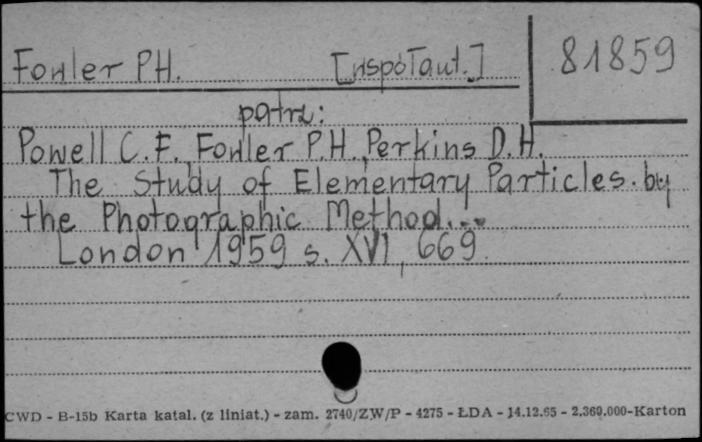 Fowler P.H. [współaut.] 81859
patrz:
Powell C.F., Fowler P.H., Perkins D.H.
The Study of Elementary Particles by
the Photographic Method...
London 1959 s. XVI, 669.
CWD - B-15b Karta katal. (z liniat.) - zam. 2740/ZW/P - 4275 - ŁDA - 14.12.65 - 2.360.000-Karton